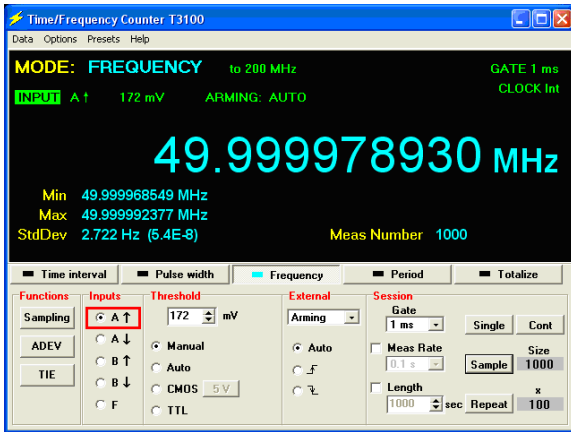 Time/Frequency Counter T3100
Data Options Presets Help
MODE: FREQUENCY to 200 MHz GATE 1 ms
INPUT A↑ 172 mV ARMING: AUTO CLOCK Int
49.999978930 MHz
Min 49.999968549 MHz
Max 49.999992377 MHz
StdDev 2.722 Hz (5.4E-8) Meas Number 1000
Time interval Pulse width Frequency Period Totalize
Functions Inputs Threshold External Session
Gate
Sampling A↑ 172 mV Arming 1 ms Single Cont
ADEV A↓ Manual Auto Meas Rate Size
TIE B↑ Auto 0.1 s Sample 1000
B↓ CMOS 5 V Length x
F TTL 1000 sec Repeat 100